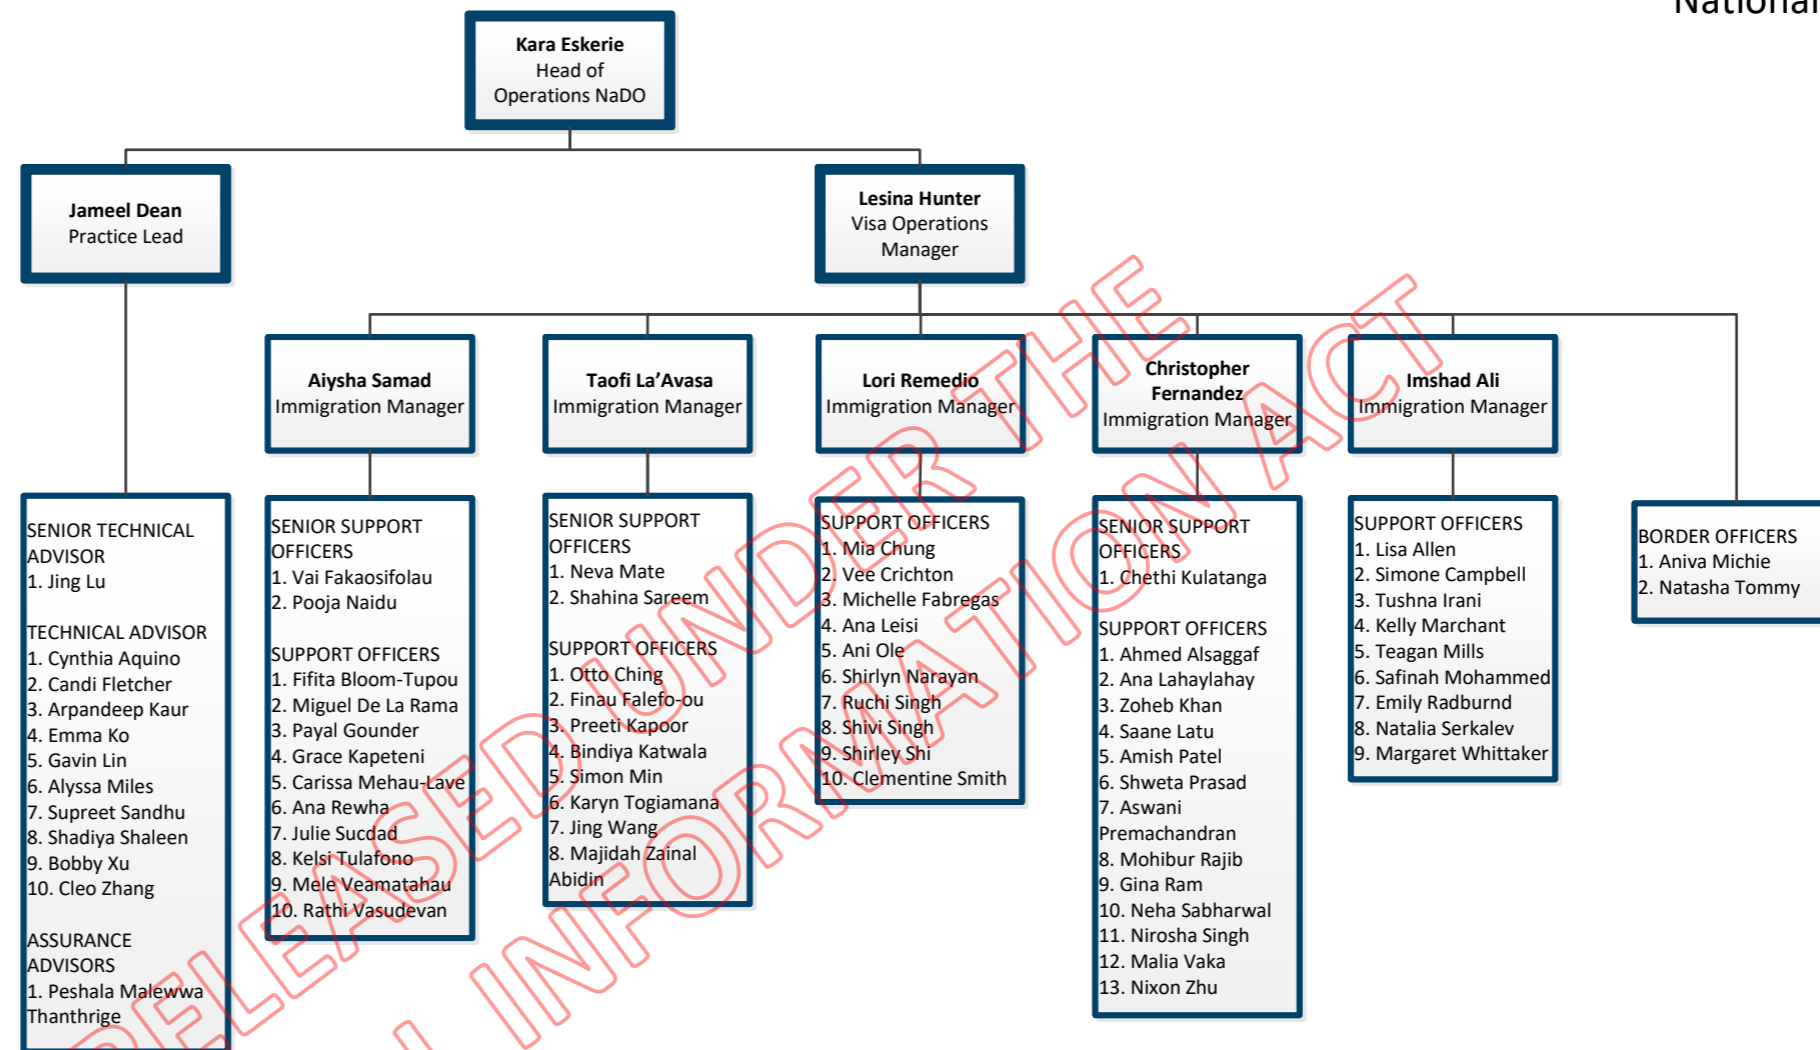 National
Kara Eskerie
Head of
Operations NaDO
Jameel Dean
Practice Lead
Lesina Hunter
Visa Operations
Manager
Aiysha Samad
Immigration Manager
Taofi La’Avasa
Immigration Manager
Lori Remedio
Immigration Manager
Christopher
Fernandez
Immigration Manager
Imshad Ali
Immigration Manager
SENIOR TECHNICAL
ADVISOR
1. Jing Lu
TECHNICAL ADVISOR
1. Cynthia Aquino
2. Candi Fletcher
3. Arpandeep Kaur
4. Emma Ko
5. Gavin Lin
6. Alyssa Miles
7. Supreet Sandhu
8. Shadiya Shaleen
9. Bobby Xu
10. Cleo Zhang
ASSURANCE
ADVISORS
1. Peshala Malewwa
Thanthrige
SENIOR SUPPORT
OFFICERS
1. Vai Fakaosifolau
2. Pooja Naidu
SUPPORT OFFICERS
1. Fifita Bloom-Tupou
2. Miguel De La Rama
3. Payal Gounder
4. Grace Kapeteni
5. Carissa Mehau-Lave
6. Ana Rewha
7. Julie Sucdad
8. Kelsi Tulafono
9. Mele Veamatahau
10. Rathi Vasudevan
SENIOR SUPPORT
OFFICERS
1. Neva Mate
2. Shahina Sareem
SUPPORT OFFICERS
1. Otto Ching
2. Finau Falefo-ou
3. Preeti Kapoor
4. Bindiya Katwala
5. Simon Min
6. Karyn Togiamana
7. Jing Wang
8. Majidah Zainal
Abidin
SUPPORT OFFICERS
1. Mia Chung
2. Vee Crichton
3. Michelle Fabregas
4. Ana Leisi
5. Ani Ole
6. Shirlyn Narayan
7. Ruchi Singh
8. Shivi Singh
9. Shirley Shi
10. Clementine Smith
SENIOR SUPPORT
OFFICERS
1. Chethi Kulatanga
SUPPORT OFFICERS
1. Ahmed Alsaggaf
2. Ana Lahaylahay
3. Zoheb Khan
4. Saane Latu
5. Amish Patel
6. Shweta Prasad
7. Aswani
Premachandran
8. Mohibur Rajib
9. Gina Ram
10. Neha Sabharwal
11. Nirosha Singh
12. Malia Vaka
13. Nixon Zhu
SUPPORT OFFICERS
1. Lisa Allen
2. Simone Campbell
3. Tushna Irani
4. Kelly Marchant
5. Teagan Mills
6. Safinah Mohammed
7. Emily Radburnd
8. Natalia Serkalev
9. Margaret Whittaker
BORDER OFFICERS
1. Aniva Michie
2. Natasha Tommy
RELEASED UNDER THE
INFORMATION ACT